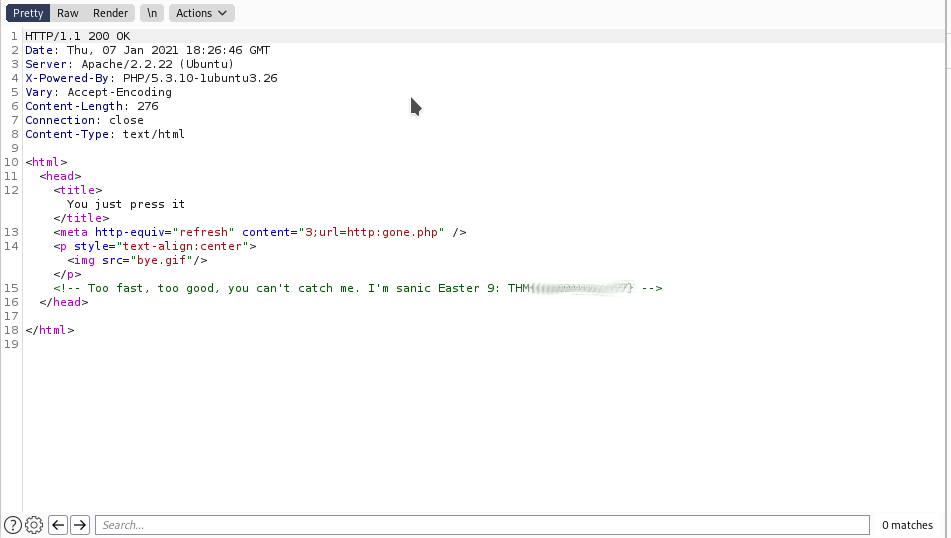 Pretty Raw Render \n Actions
1 HTTP/1.1 200 OK
2 Date: Thu, 07 Jan 2021 18:26:46 GMT
3 Server: Apache/2.2.22 (Ubuntu)
4 X-Powered-By: PHP/5.3.10-1ubuntu3.26
5 Vary: Accept-Encoding
6 Content-Length: 276
7 Connection: close
8 Content-Type: text/html
9
10 <html>
11 <head>
12 <title>
You just press it
</title>
13 <meta http-equiv="refresh" content="3;url=http:gone.php" />
14 <p style="text-align:center">
<img src="bye.gif"/>
</p>
15 <!-- Too fast, too good, you can't catch me. I'm sanic Easter 9: THM -->
16 </head>
17
18 </html>
19
? Search... 0 matches